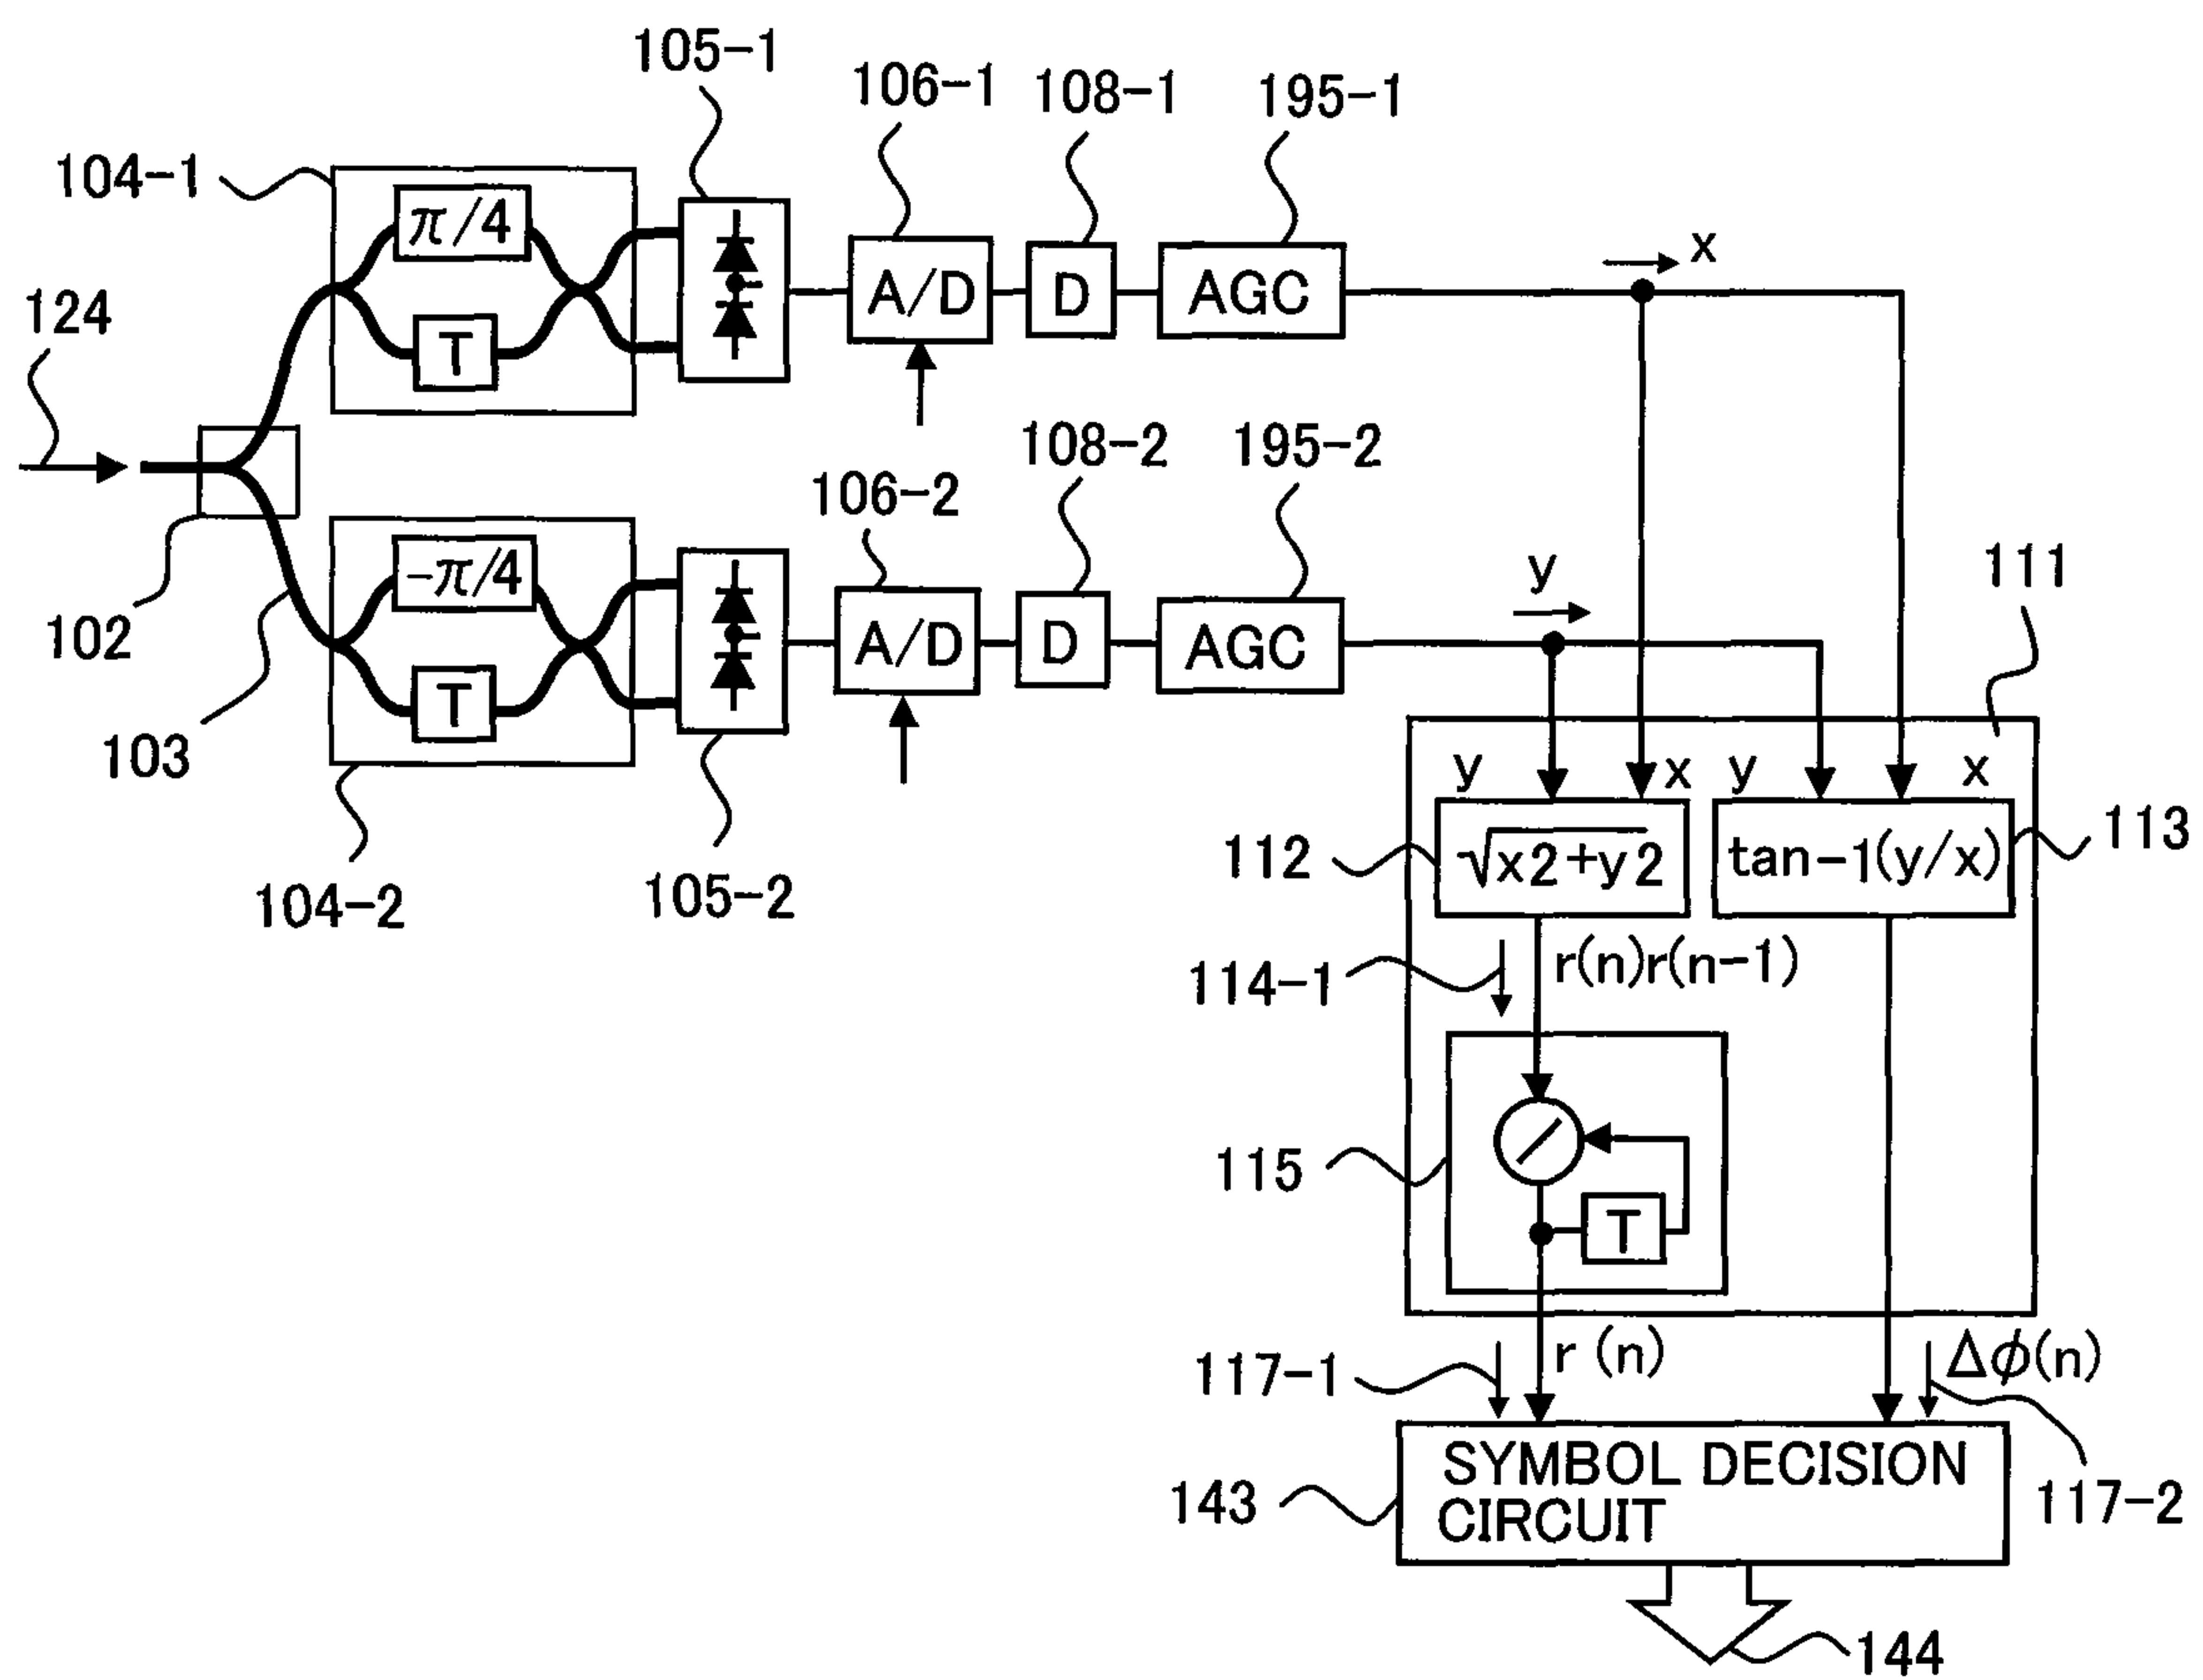 105-1
106-1
108-1
195-1
104-1
π/4
T
A/D
D
AGC
x
124
102
103
-π/4
T
104-2
105-2
106-2
108-2
195-2
A/D
D
AGC
y
111
y
x
y
x
112
√x2+y2
tan-1(y/x)
113
114-1
r(n)r(n-1)
115
T
117-1
r (n)
Δφ(n)
117-2
143
SYMBOL DECISION
CIRCUIT
144